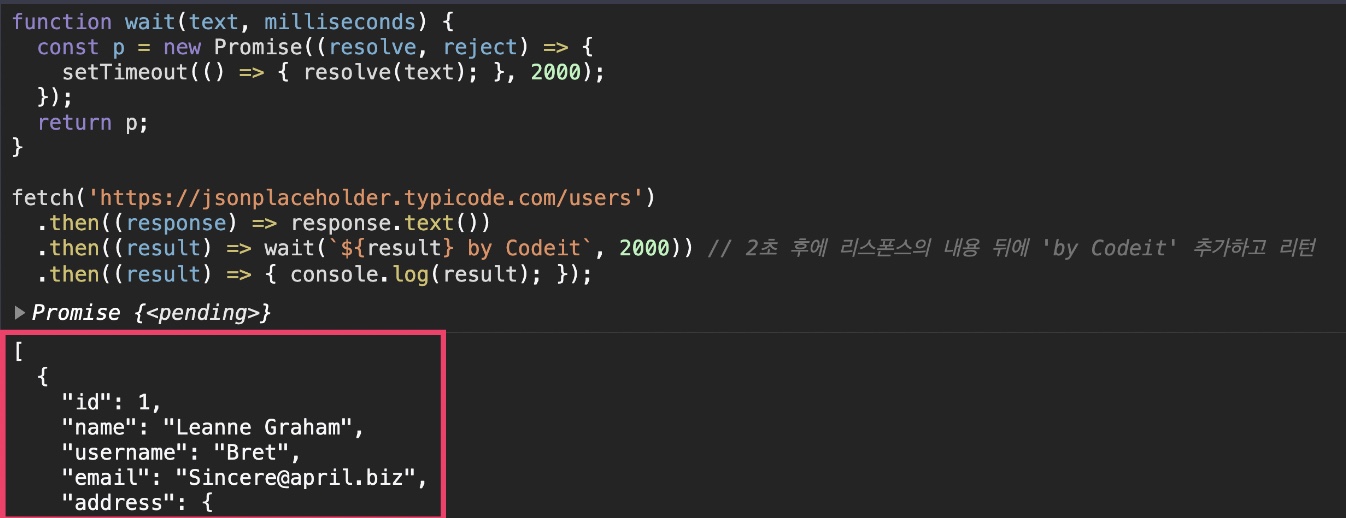 function wait(text, milliseconds) {
  const p = new Promise((resolve, reject) => {
    setTimeout(() => { resolve(text); }, 2000);
  });
  return p;
}
fetch('https://jsonplaceholder.typicode.com/users')
  .then((response) => response.text())
  .then((result) => wait(`${result} by Codeit`, 2000)) // 2초 후에 리스폰스의 내용 뒤에 'by Codeit' 추가하고 리턴
  .then((result) => { console.log(result); });
▶ Promise {<pending>}
[
  {
    "id": 1,
    "name": "Leanne Graham",
    "username": "Bret",
    "email": "Sincere@april.biz",
    "address": {